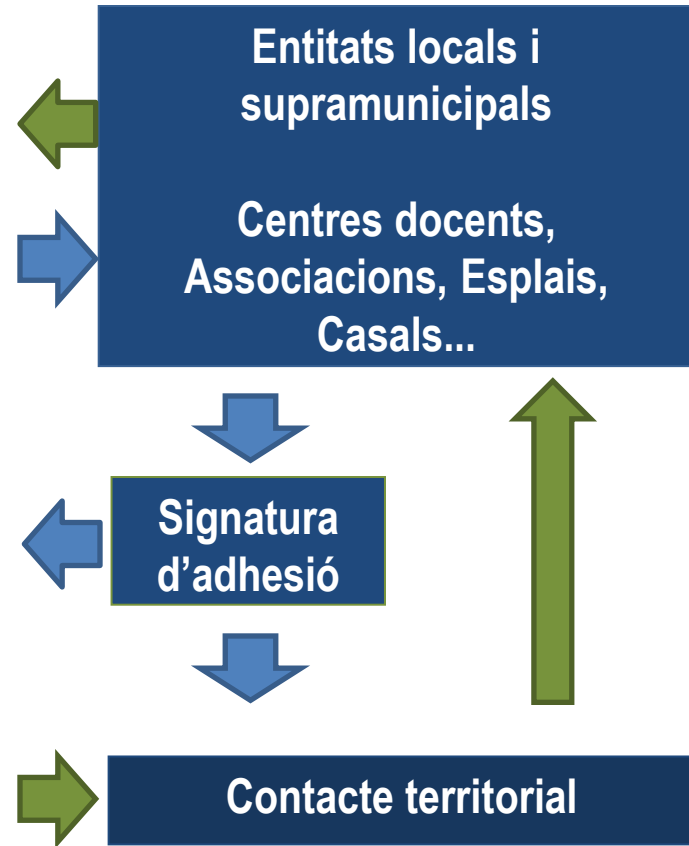 Entitats locals i
supramunicipals
Centres docents,
Associacions, Esplais,
Casals...
Signatura
d’adhesió
Contacte territorial